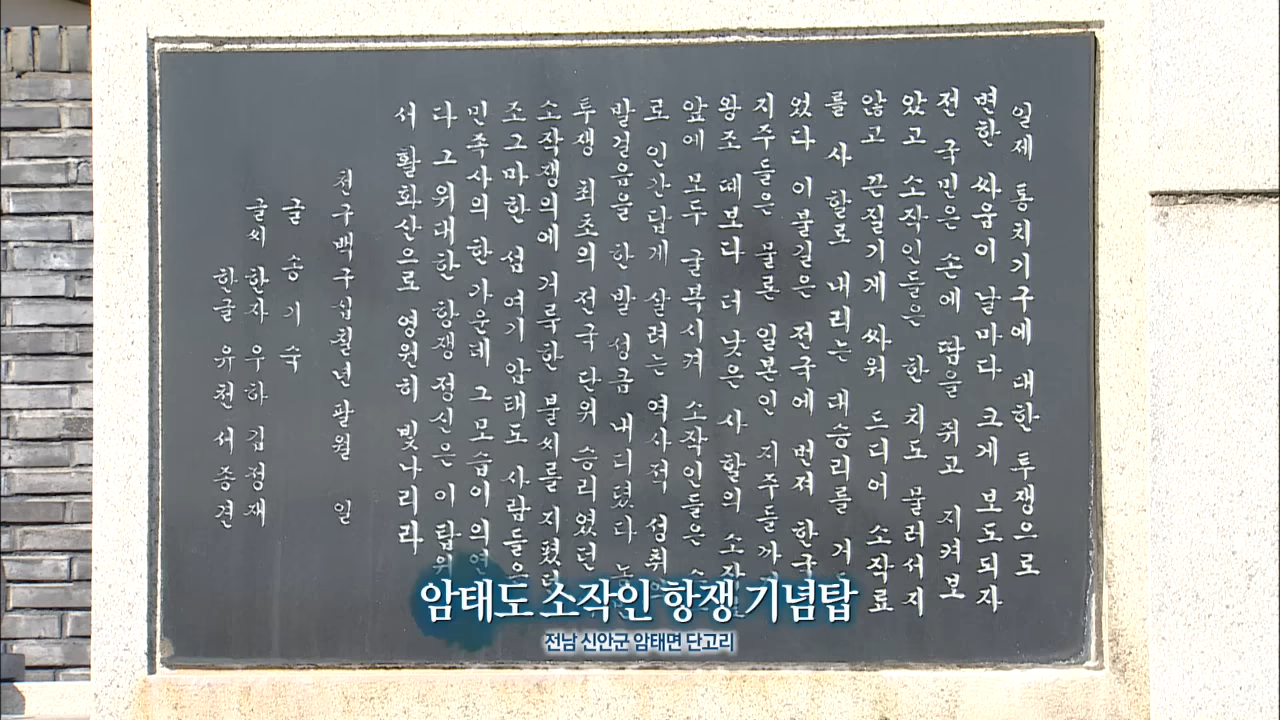 일제 통치기구에 대한 투쟁으로
변한 싸움이 날마다 크게 보도되자
전 국민은 손에 땀을 쥐고 지켜보
았고 소작인들은 한 치도 물러서지
않고 끈질기게 싸워 드디어 소작료
를 사 할로 내리는 대승리를 거
었다 이 불길은 전국에 번져 한국
지주들은 물론 일본인 지주들까지
왕조 때보다 더 낮은 사 할의
앞에 모두 굴복시켜 소작인들은
로 인간답게 살려는 역사적 성취의
발걸음을 한 발 성큼 내디뎠다
투쟁 최초의 전국 단위 승리였던
소작쟁의에 거룩한 불씨를 지폈던
조그마한 섬 여기 암태도 사람들은
민족사의 한가운데 그 모습이 의연
다 그 위대한 항쟁 정신은 이 탑 위
서 활화산으로 영원히 빛나리라
천구백구십칠년 팔월 일
글 송기숙
글씨 한자 우하 김정재
한글 유천 서종견
암태도 소작인 항쟁 기념탑
전남 신안군 암태면 단고리